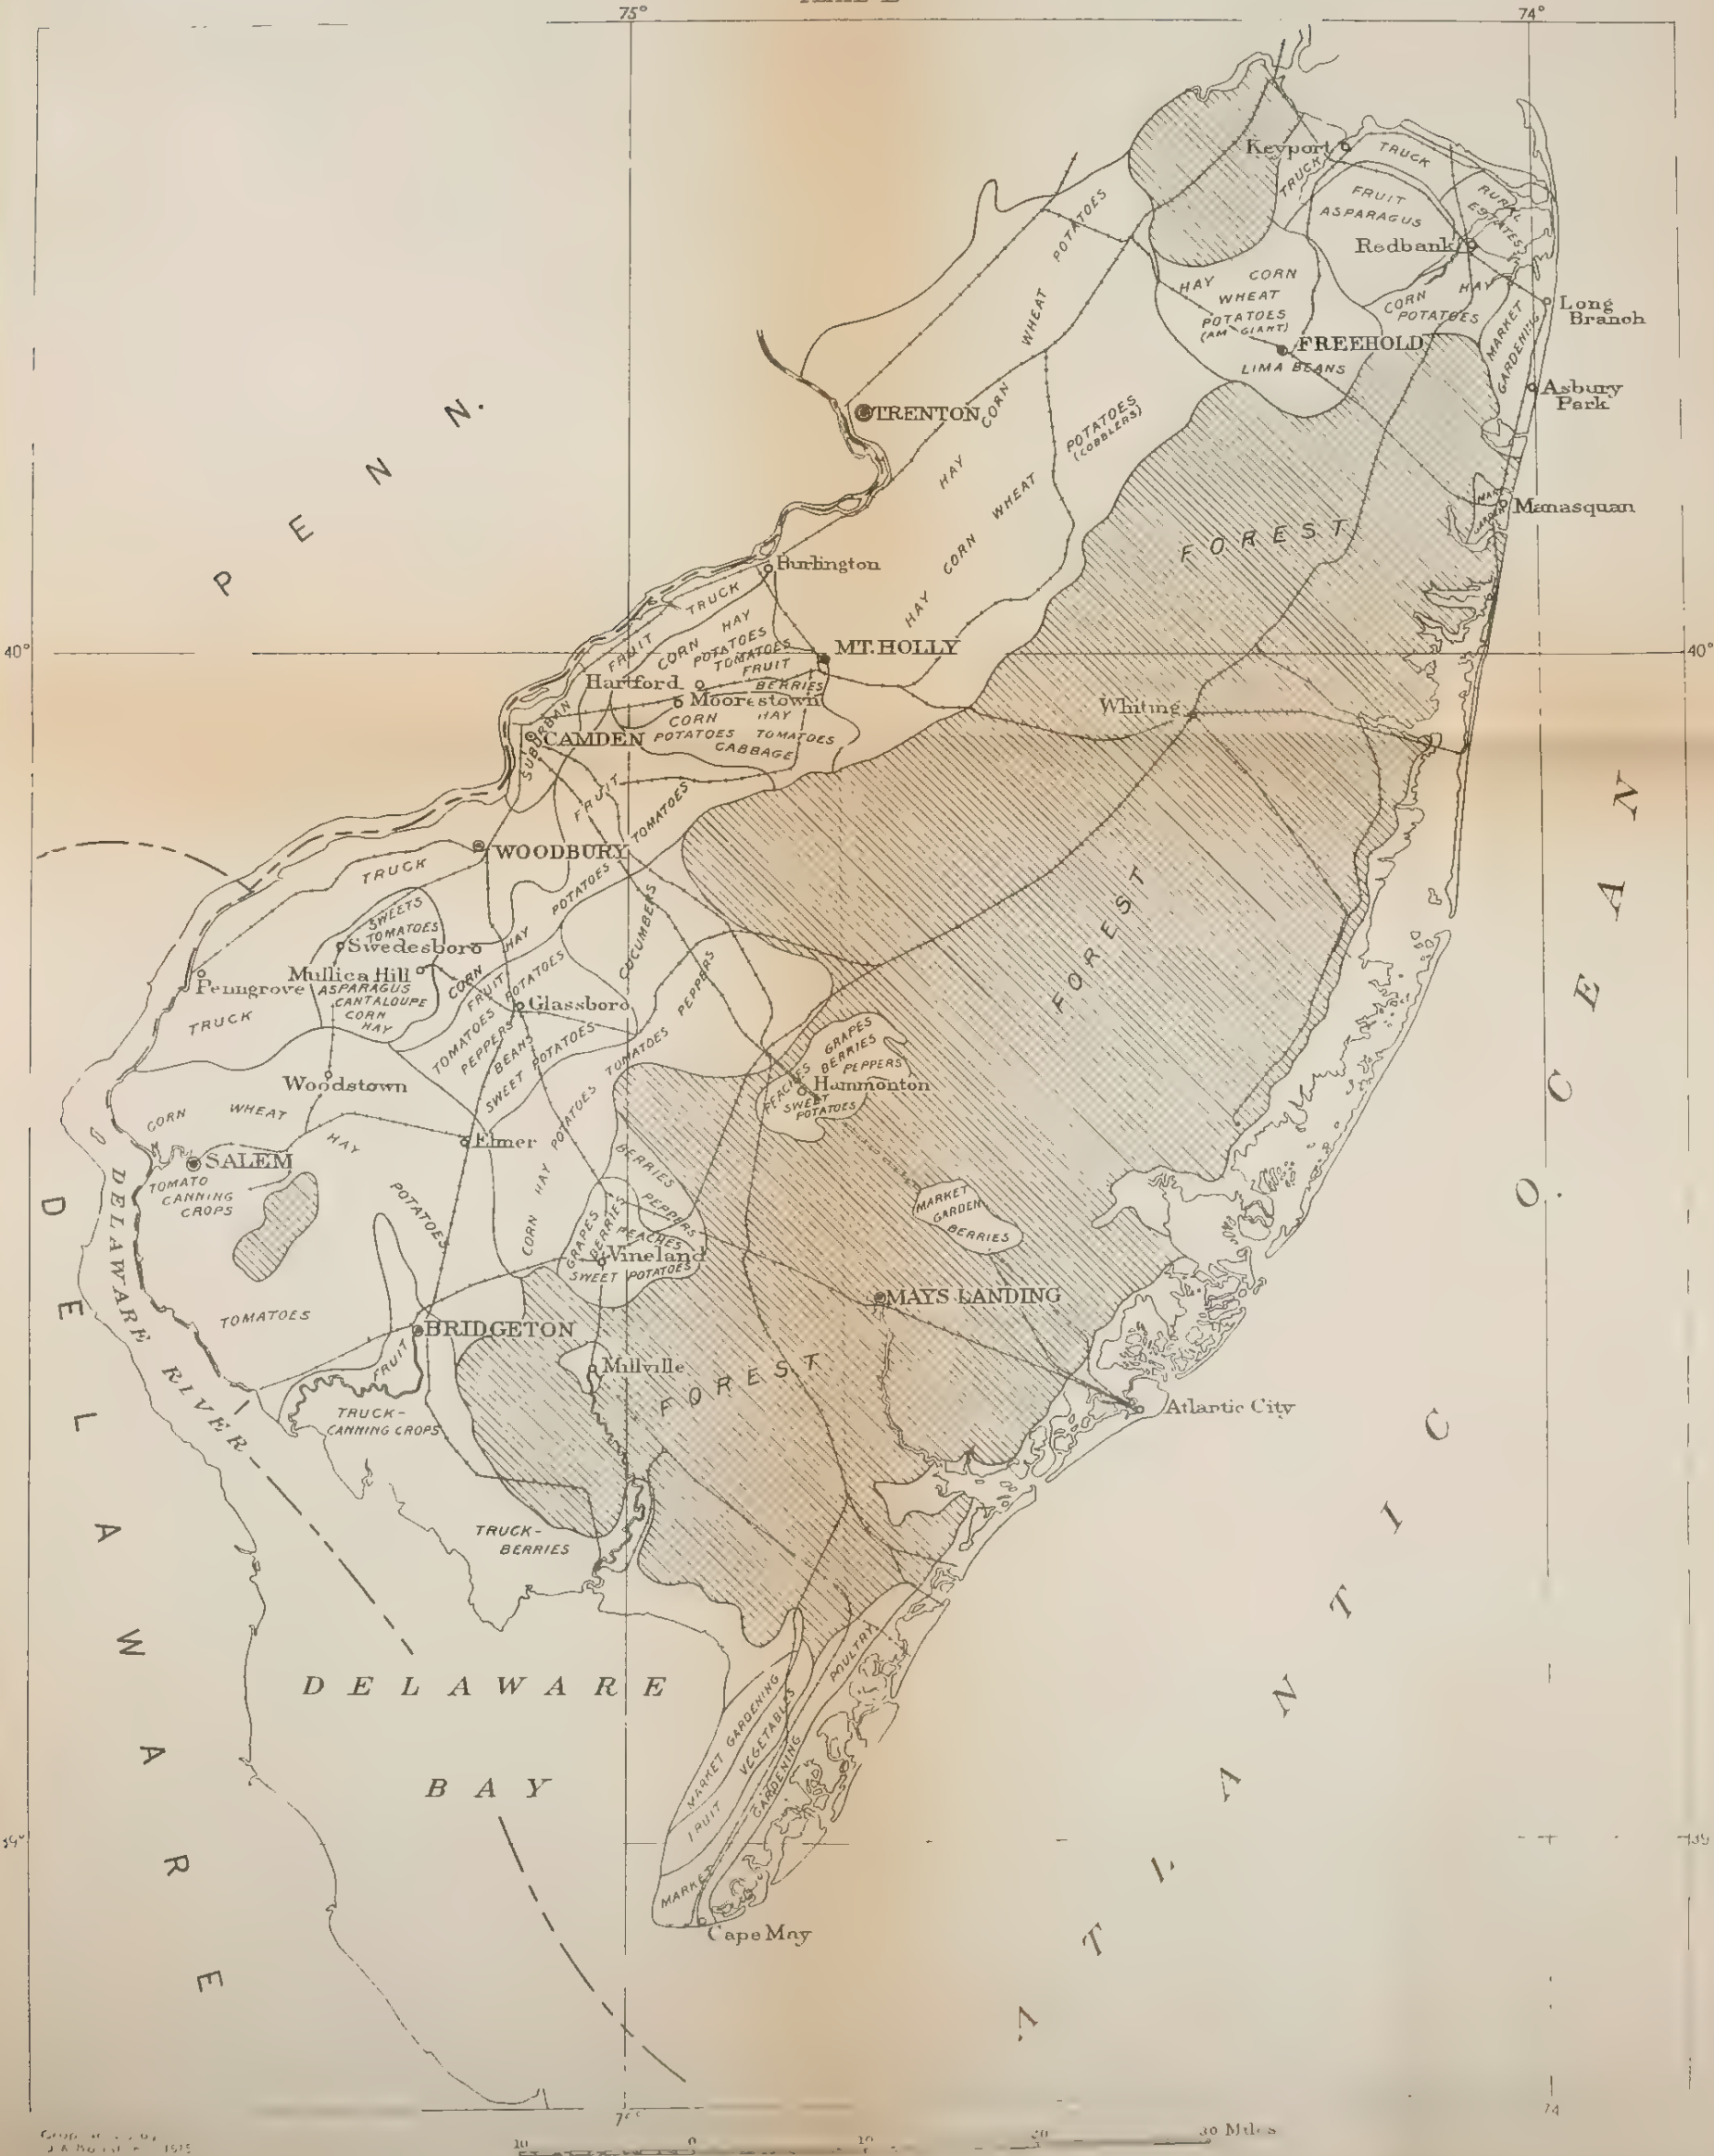 75°
74°
Keyport
TRUCK
TRUCK
FRUIT
ASPARAGUS
RURAL
ESTATES
Redbank
POTATOES
HAY
CORN
WHEAT
POTATOES
(AM. GIANT)
FREEHOLD
LIMA BEANS
CORN
HAY
POTATOES
MARKET
GARDENING
Long
Branch
Asbury
Park
WHEAT
CORN
TRENTON
POTATOES
(COBBLERS)
HAY
WHEAT
CORN
HAY
FOREST
Manasquan
PENN.
Burlington
TRUCK
FRUIT
HAY
CORN
POTATOES
TOMATOES
FRUIT
BERRIES
MT. HOLLY
40°
40°
Hartford
Moorestown
CORN
HAY
POTATOES
TOMATOES
CABBAGE
SUBURBAN
CAMDEN
Whiting
FRUIT
TOMATOES
WOODBURY
TRUCK
POTATOES
HAY
CORN
CUCUMBERS
SWEETS
TOMATOES
Swedesboro
Mullica Hill
ASPARAGUS
CANTALOUPE
CORN
HAY
Penngrove
TRUCK
FRUIT
POTATOES
Glassboro
TOMATOES
PEPPERS
BEANS
SWEET POTATOES
PEPPERS
TOMATOES
POTATOES
HAY
CORN
FOREST
GRAPES
BERRIES
PEPPERS
PEACHES
Hammonton
SWEET
POTATOES
Woodstown
CORN
WHEAT
HAY
Elmer
SALEM
TOMATO
CANNING
CROPS
POTATOES
BERRIES
PEPPERS
GRAPES
BERRIES
PEACHES
Vineland
SWEET POTATOES
MARKET
GARDEN
BERRIES
MAYS LANDING
TOMATOES
BRIDGETON
FRUIT
Millville
FOREST
Atlantic City
TRUCK-
CANNING CROPS
TRUCK-
BERRIES
DELAWARE RIVER
DELAWARE
DELAWARE
BAY
POULTRY
MARKET GARDENING
VEGETABLES
FRUIT
MARKET
GARDENING
Cape May
ATLANTIC OCEAN
74
10
0
10
20
30 Miles